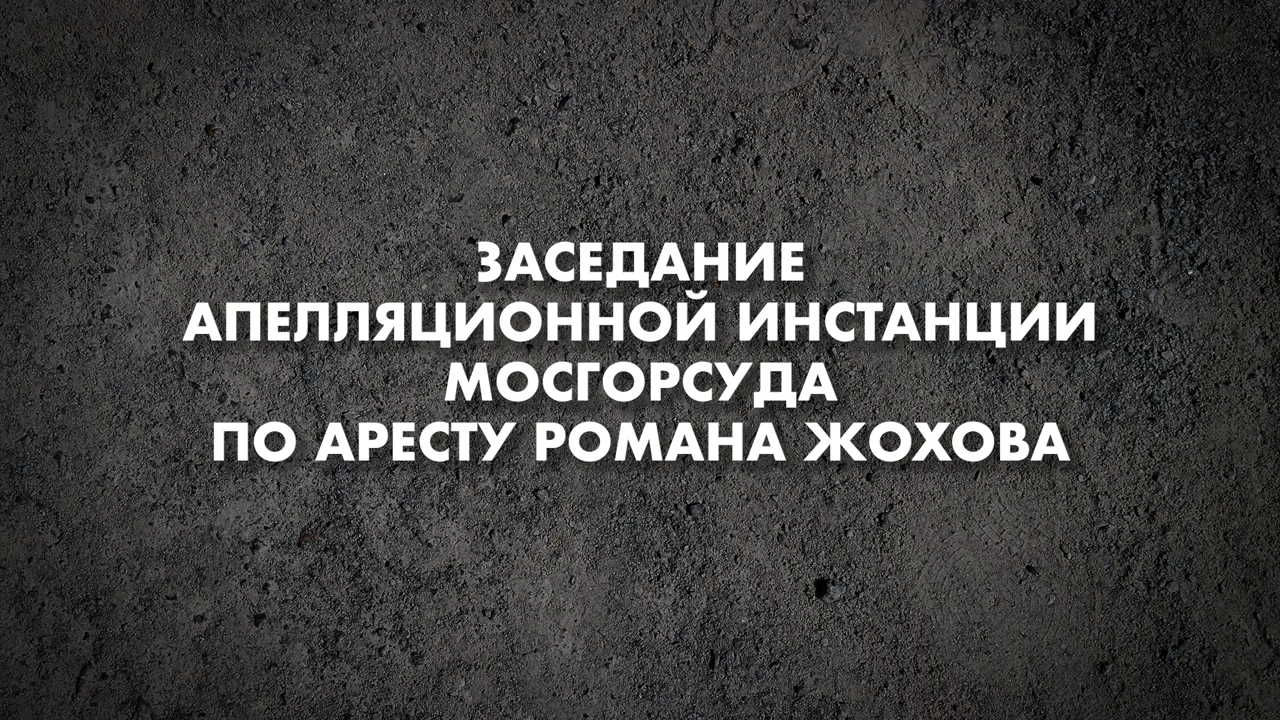 ЗАСЕДАНИЕ
АПЕЛЛЯЦИОННОЙ ИНСТАНЦИИ
МОСГОРСУДА
ПО АРЕСТУ РОМАНА ЖОХОВА